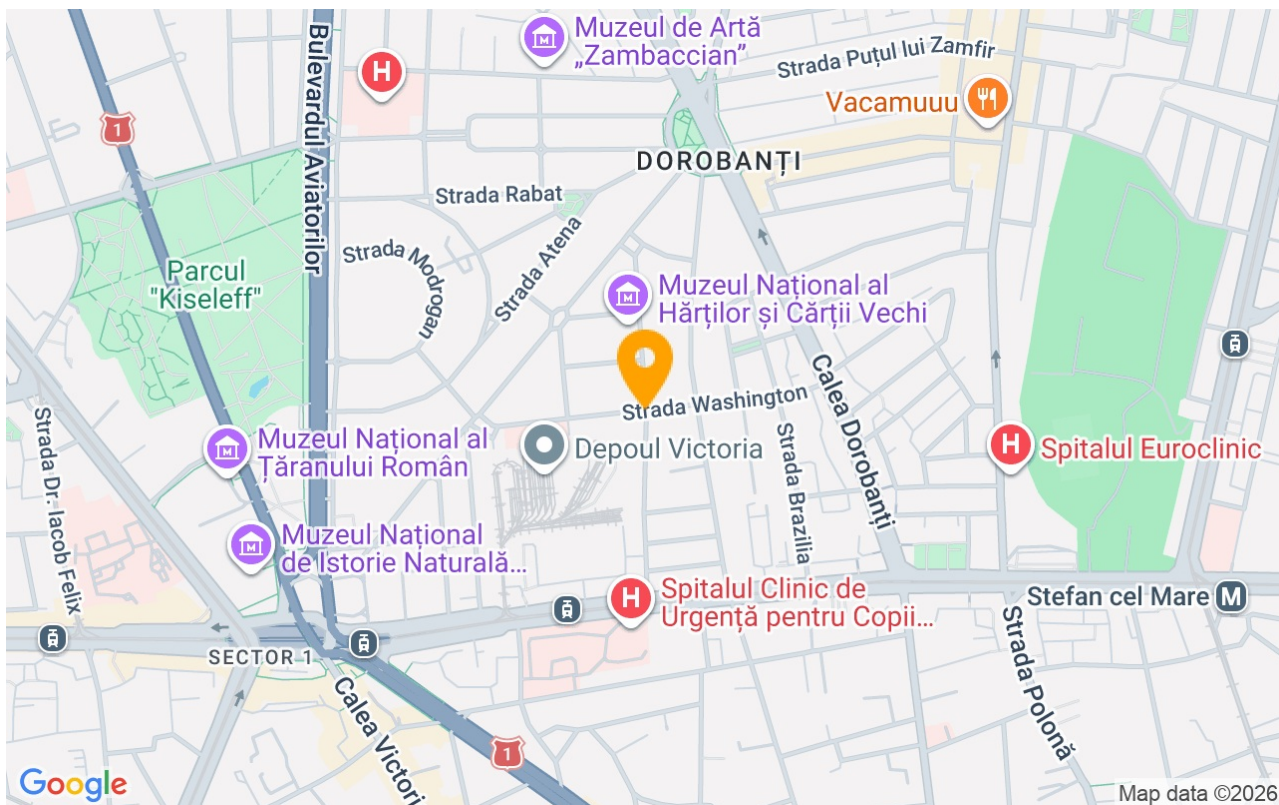 Muzeul de Artă
„Zambaccian”
Strada Puțul lui Zamfir
Vacamuuu
H
1
Bulevardul Aviatorilor
DOROBANȚI
Strada Rabat
Strada Atena
Strada Modrogan
Parcul
"Kiseleff"
Muzeul Național al
Hărților și Cărții Vechi
Calea Dorobanți
Strada Washington
Strada Brazilia
Depoul Victoria
Muzeul Național al
Țăranului Român
H
Spitalul Euroclinic
Strada Dr. Iacob Felix
Muzeul Național
de Istorie Naturală...
H
Spitalul Clinic de
Urgență pentru Copii...
Stefan cel Mare
M
Strada Polonă
SECTOR 1
Calea Victori
1
Google
Map data ©2026